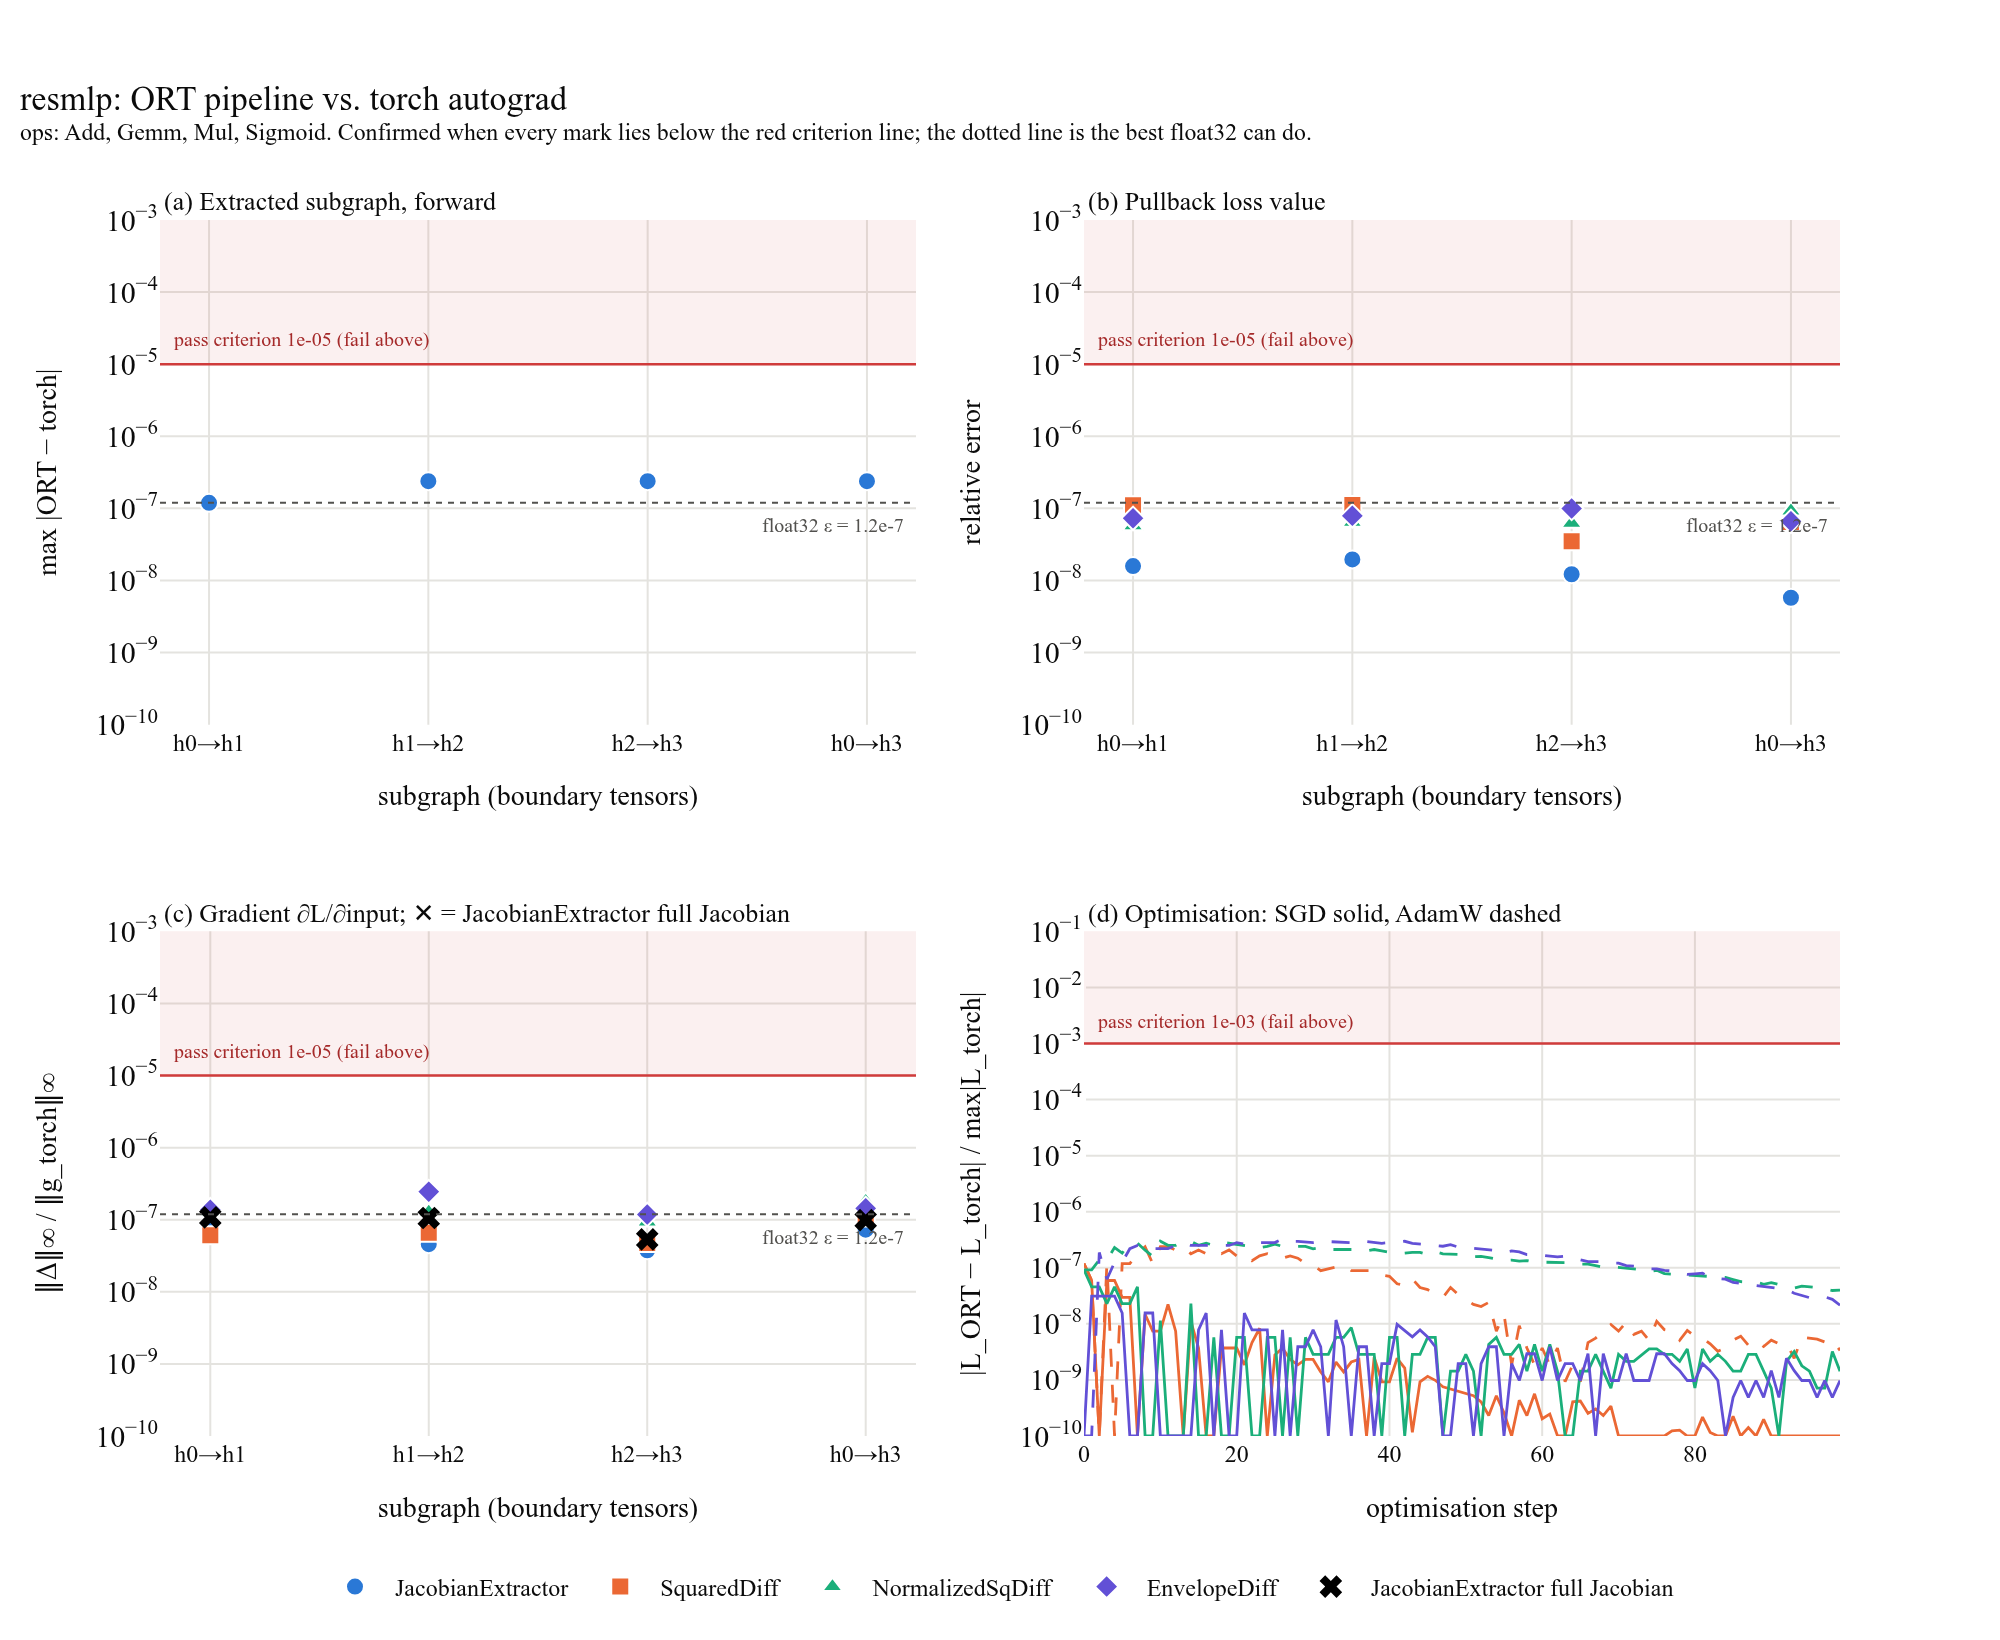 resmlp: ORT pipeline vs. torch autograd
ops: Add, Gemm, Mul, Sigmoid. Confirmed when every mark lies below the red criterion line; the dotted line is the best float32 can do.
(a) Extracted subgraph, forward
10⁻³
10⁻⁴
pass criterion 1e-05 (fail above)
10⁻⁵
10⁻⁶
10⁻⁷
float32 ε = 1.2e-7
10⁻⁸
10⁻⁹
10⁻¹⁰
max |ORT − torch|
h0→h1 h1→h2 h2→h3 h0→h3
subgraph (boundary tensors)
(b) Pullback loss value
10⁻³
10⁻⁴
pass criterion 1e-05 (fail above)
10⁻⁵
10⁻⁶
10⁻⁷
float32 ε = 1.2e-7
10⁻⁸
10⁻⁹
10⁻¹⁰
relative error
h0→h1 h1→h2 h2→h3 h0→h3
subgraph (boundary tensors)
(c) Gradient ∂L/∂input; ✕ = JacobianExtractor full Jacobian
10⁻³
10⁻⁴
pass criterion 1e-05 (fail above)
10⁻⁵
10⁻⁶
10⁻⁷
float32 ε = 1.2e-7
10⁻⁸
10⁻⁹
10⁻¹⁰
‖Δ‖∞ / ‖g_torch‖∞
h0→h1 h1→h2 h2→h3 h0→h3
subgraph (boundary tensors)
(d) Optimisation: SGD solid, AdamW dashed
10⁻¹
10⁻²
pass criterion 1e-03 (fail above)
10⁻³
10⁻⁴
10⁻⁵
10⁻⁶
10⁻⁷
10⁻⁸
10⁻⁹
10⁻¹⁰
|L_ORT − L_torch| / max|L_torch|
0 20 40 60 80
optimisation step
JacobianExtractor SquaredDiff NormalizedSqDiff EnvelopeDiff JacobianExtractor full Jacobian